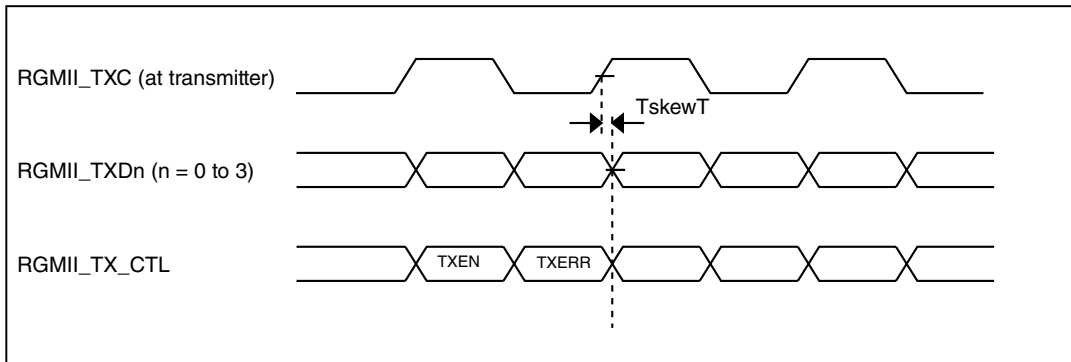 RGMII_TXC (at transmitter)
TskewT
RGMII_TXDn (n = 0 to 3)
RGMII_TX_CTL
TXEN
TXERR